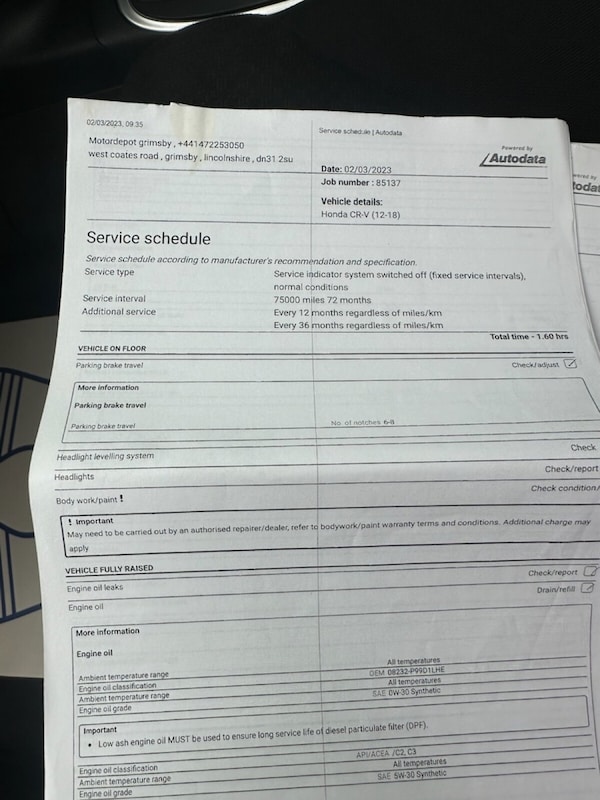 02/03/2023, 09:35
Service schedule | Autodata
Motordepot grimsby , +441472253050
west coates road , grimsby , lincolnshire , dn31 2su
Powered by
Autodata
Date: 02/03/2023
Job number : 85137
Vehicle details:
Honda CR-V (12-18)
Service schedule
Service schedule according to manufacturer's recommendation and specification.
Service type Service indicator system switched off (fixed service intervals),
normal conditions
Service interval 75000 miles 72 months
Additional service Every 12 months regardless of miles/km
Every 36 months regardless of miles/km
Total time - 1.60 hrs
VEHICLE ON FLOOR
Parking brake travel Check/adjust
More information
Parking brake travel
Parking brake travel No. of notches 6-8
Headlight levelling system Check
Headlights Check/report
Body work/paint ! Check condition/
! Important
May need to be carried out by an authorised repairer/dealer, refer to bodywork/paint warranty terms and conditions. Additional charge may
apply
VEHICLE FULLY RAISED
Engine oil leaks Check/report
Engine oil Drain/refill
More information
Engine oil
Ambient temperature range All temperatures
Engine oil classification OEM 08232-P99D1LHE
Ambient temperature range All temperatures
Engine oil grade SAE 0W-30 Synthetic
Important
• Low ash engine oil MUST be used to ensure long service life of diesel particulate filter (DPF).
Engine oil classification API/ACEA /C2, C3
Ambient temperature range All temperatures
Engine oil grade SAE 5W-30 Synthetic